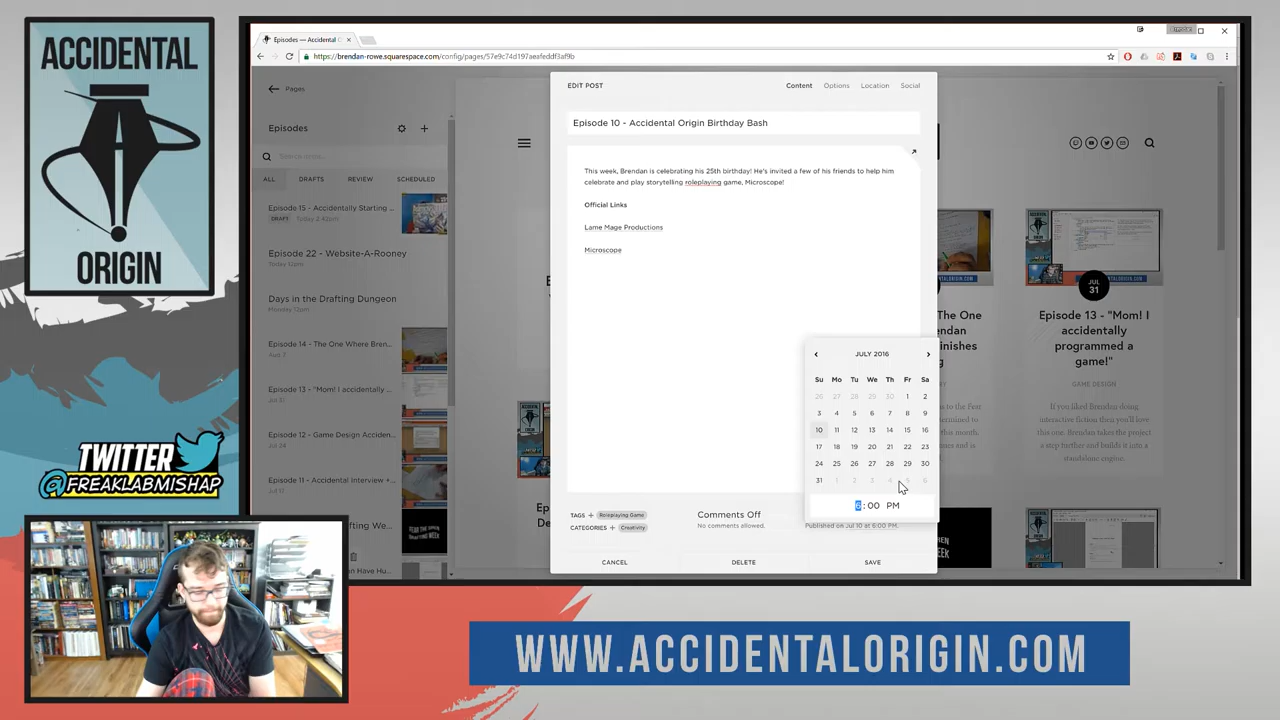 ACCIDENTAL
ORIGIN
TWITTER
@FREAKLABMISHAP
Episodes — Accidental O
https://brendan-rowe.squarespace.com/config/pages/57e9c74d197aeafeddf3af9b
Pages
Episodes
ALL
DRAFTS
REVIEW
SCHEDULED
Episode 15 - Accidentally Starting ...
DRAFT Today 2:42pm
Episode 22 - Website-A-Rooney
Today 12pm
Days in the Drafting Dungeon
Monday 12pm
Episode 14 - The One Where Bren...
Aug 3
Episode 13 - "Mom! I accidentally ...
Jul 31
Episode 12 - Game Design Acciden...
Jul 24
Episode 11 - Accidental Interview +...
Jul 17
EDIT POST
Content
Options
Location
Social
Episode 10 - Accidental Origin Birthday Bash
This week, Brendan is celebrating his 25th birthday! He's invited a few of his friends to help him
celebrate and play storytelling roleplaying game, Microscope!
Official Links
Lame Mage Productions
Microscope
JULY 2016
Su Mo Tu We Th Fr Sa
26 27 28 29 30 1 2
3 4 5 6 7 8 9
10 11 12 13 14 15 16
17 18 19 20 21 22 23
24 25 26 27 28 29 30
31 1 2 3 4 5 6
6 : 00 PM
TAGS + Roleplaying Game
CATEGORIES + Creativity
Comments Off
No comments allowed.
Published on Jul 10 at 6:00 PM.
CANCEL
DELETE
SAVE
JUL
31
Episode 13 - "Mom! I
accidentally
programmed a
game!"
GAME DESIGN
If you liked Brendan doing
interactive fiction then you'll love
this one. Brendan takes the project
a step further and builds it into a
standalone engine.
WWW.ACCIDENTALORIGIN.COM